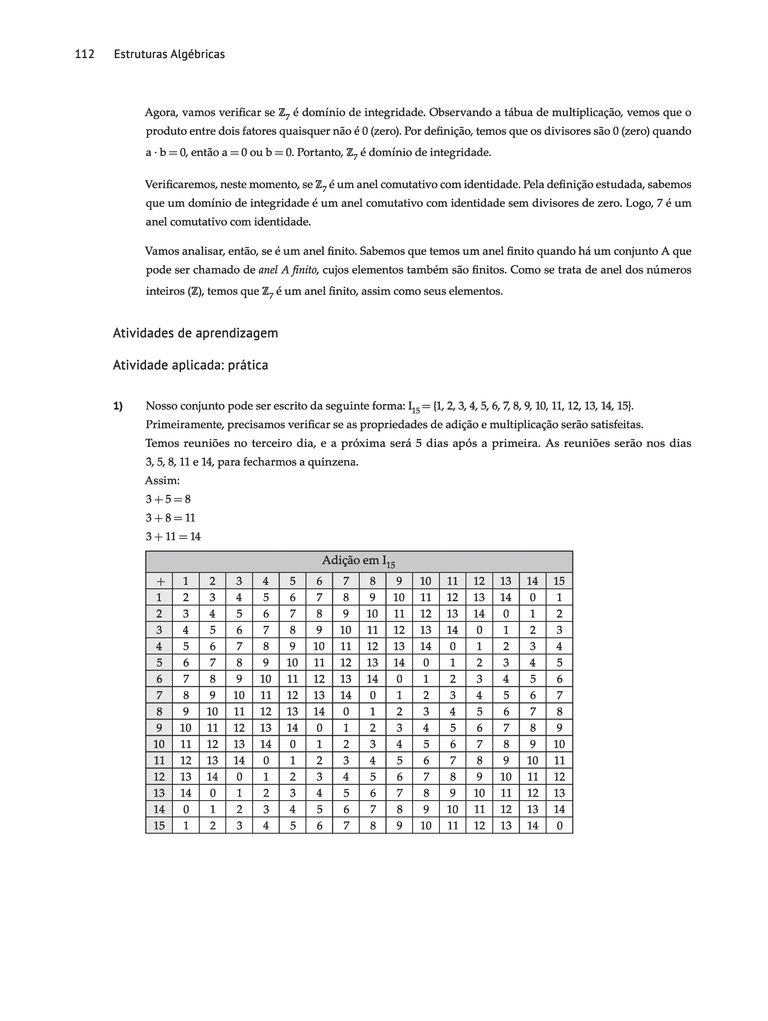 112 Estruturas Algébricas
Agora, vamos verificar se ℤ7 é domínio de integridade. Observando a tábua de multiplicação, vemos que o
produto entre dois fatores quaisquer não é 0 (zero). Por definição, temos que os divisores são 0 (zero) quando
a · b = 0, então a = 0 ou b = 0. Portanto, ℤ7 é domínio de integridade.
Verificaremos, neste momento, se ℤ7 é um anel comutativo com identidade. Pela definição estudada, sabemos
que um domínio de integridade é um anel comutativo com identidade sem divisores de zero. Logo, 7 é um
anel comutativo com identidade.
Vamos analisar, então, se é um anel finito. Sabemos que temos um anel finito quando há um conjunto A que
pode ser chamado de anel A finito, cujos elementos também são finitos. Como se trata de anel dos números
inteiros (ℤ), temos que ℤ7 é um anel finito, assim como seus elementos.
Atividades de aprendizagem
Atividade aplicada: prática
1) Nosso conjunto pode ser escrito da seguinte forma: I15 = {1, 2, 3, 4, 5, 6, 7, 8, 9, 10, 11, 12, 13, 14, 15}.
Primeiramente, precisamos verificar se as propriedades de adição e multiplicação serão satisfeitas.
Temos reuniões no terceiro dia, e a próxima será 5 dias após a primeira. As reuniões serão nos dias
3, 5, 8, 11 e 14, para fecharmos a quinzena.
Assim:
3 + 5 = 8
3 + 8 = 11
3 + 11 = 14
Adição em I15
+ 1 2 3 4 5 6 7 8 9 10 11 12 13 14 15
1 2 3 4 5 6 7 8 9 10 11 12 13 14 0 1
2 3 4 5 6 7 8 9 10 11 12 13 14 0 1 2
3 4 5 6 7 8 9 10 11 12 13 14 0 1 2 3
4 5 6 7 8 9 10 11 12 13 14 0 1 2 3 4
5 6 7 8 9 10 11 12 13 14 0 1 2 3 4 5
6 7 8 9 10 11 12 13 14 0 1 2 3 4 5 6
7 8 9 10 11 12 13 14 0 1 2 3 4 5 6 7
8 9 10 11 12 13 14 0 1 2 3 4 5 6 7 8
9 10 11 12 13 14 0 1 2 3 4 5 6 7 8 9
10 11 12 13 14 0 1 2 3 4 5 6 7 8 9 10
11 12 13 14 0 1 2 3 4 5 6 7 8 9 10 11
12 13 14 0 1 2 3 4 5 6 7 8 9 10 11 12
13 14 0 1 2 3 4 5 6 7 8 9 10 11 12 13
14 0 1 2 3 4 5 6 7 8 9 10 11 12 13 14
15 1 2 3 4 5 6 7 8 9 10 11 12 13 14 0